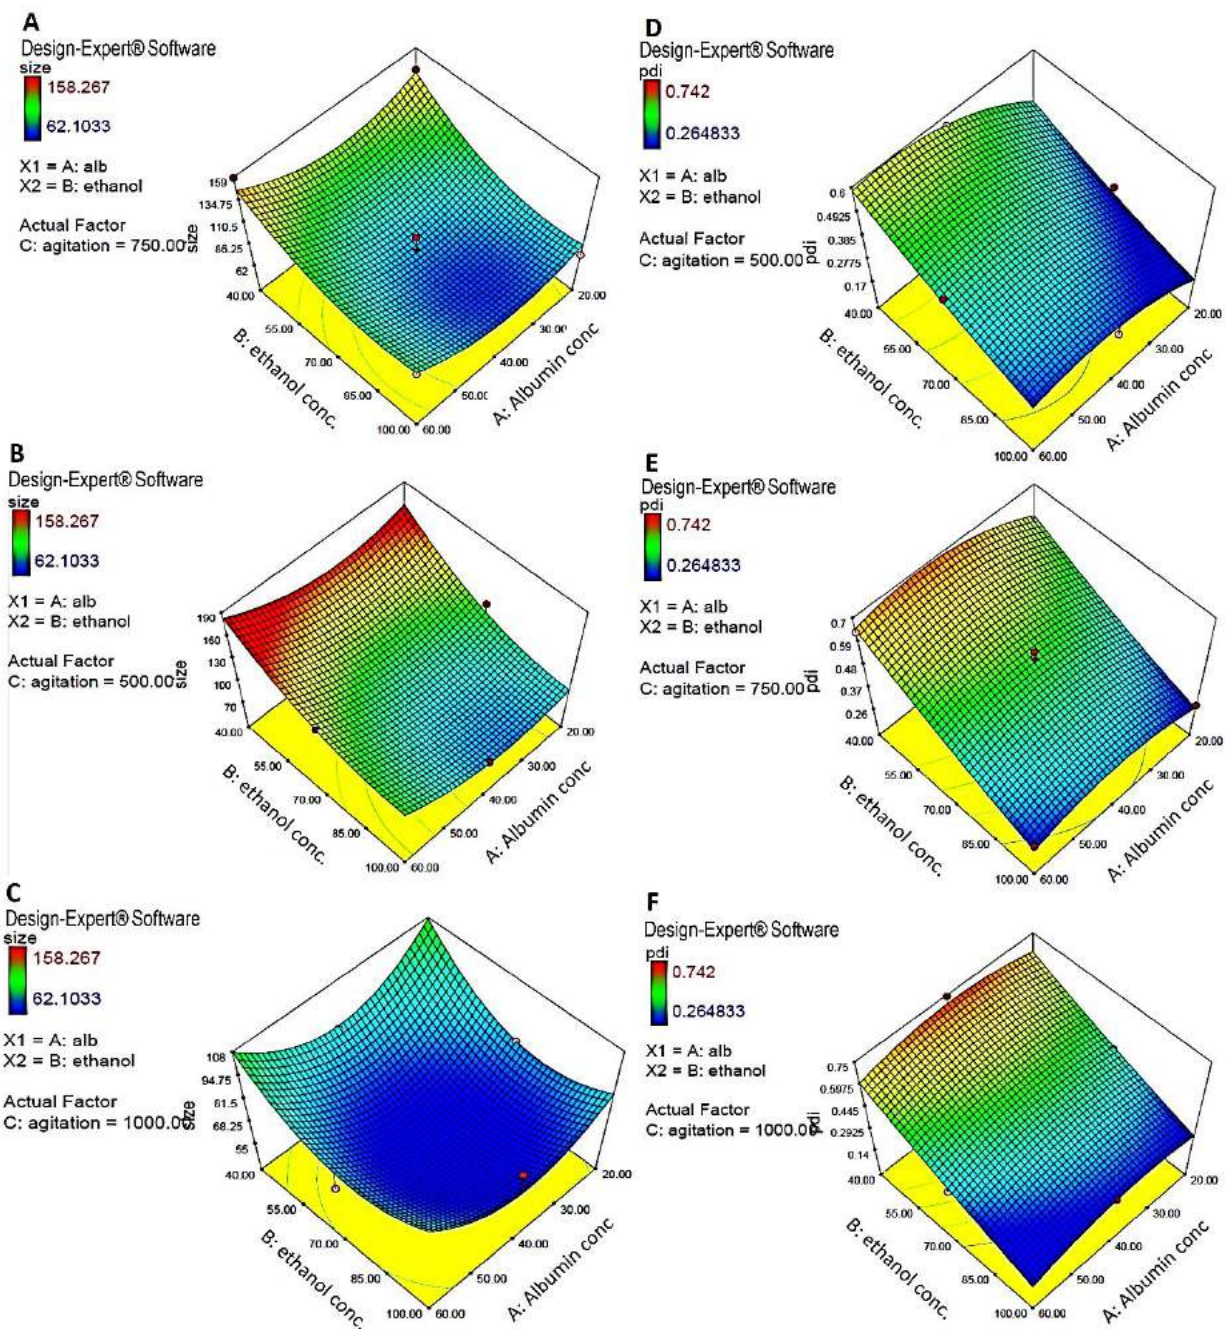 A
Design-Expert® Software
size
158.267
62.1033
X1 = A: alb
X2 = B: ethanol
Actual Factor
C: agitation = 750.00
size
159
134.75
110.5
86.25
62
40.00
55.00
70.00
85.00
100.00
60.00
50.00
40.00
30.00
20.00
B: ethanol conc.
A: Albumin conc
D
Design-Expert® Software
pdi
0.742
0.264833
X1 = A: alb
X2 = B: ethanol
Actual Factor
C: agitation = 500.00
pdi
0.6
0.4925
0.385
0.2775
0.17
40.00
55.00
70.00
85.00
100.00
60.00
50.00
40.00
30.00
20.00
B: ethanol conc.
A: Albumin conc
B
Design-Expert® Software
size
158.267
62.1033
X1 = A: alb
X2 = B: ethanol
Actual Factor
C: agitation = 500.00
size
190
160
130
100
70
40.00
55.00
70.00
85.00
100.00
60.00
50.00
40.00
30.00
20.00
B: ethanol conc.
A: Albumin conc
E
Design-Expert® Software
pdi
0.742
0.264833
X1 = A: alb
X2 = B: ethanol
Actual Factor
C: agitation = 750.00
pdi
0.7
0.59
0.48
0.37
0.26
40.00
55.00
70.00
85.00
100.00
60.00
50.00
40.00
30.00
20.00
B: ethanol conc.
A: Albumin conc
C
Design-Expert® Software
size
158.267
62.1033
X1 = A: alb
X2 = B: ethanol
Actual Factor
C: agitation = 1000.00
size
108
94.75
81.5
68.25
55
40.00
55.00
70.00
85.00
100.00
60.00
50.00
40.00
30.00
20.00
B: ethanol conc.
A: Albumin conc
F
Design-Expert® Software
pdi
0.742
0.264833
X1 = A: alb
X2 = B: ethanol
Actual Factor
C: agitation = 1000.00
pdi
0.75
0.5975
0.445
0.2925
0.14
40.00
55.00
70.00
85.00
100.00
60.00
50.00
40.00
30.00
20.00
B: ethanol conc.
A: Albumin conc